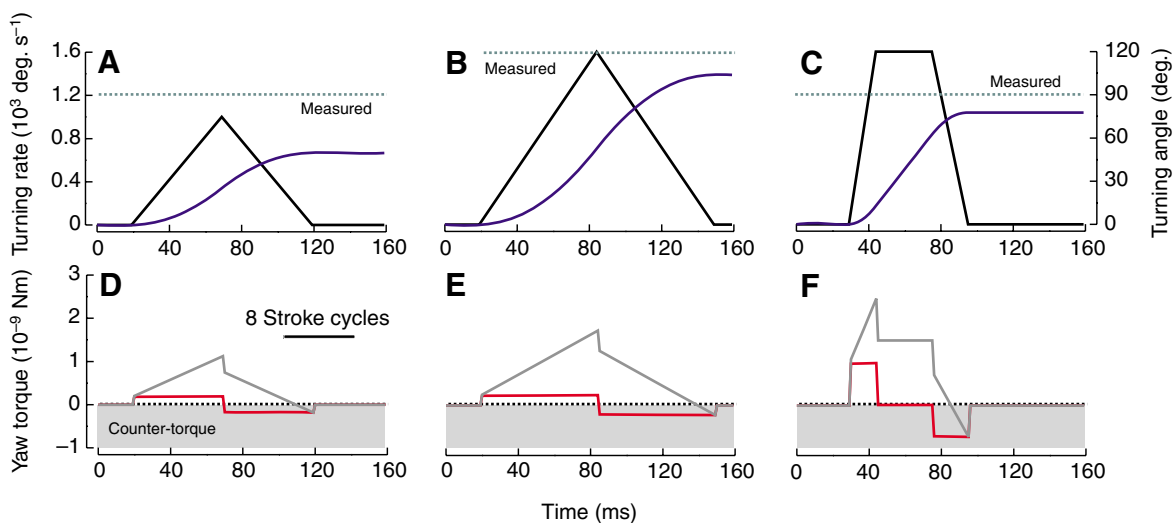 A
B
C
Turning rate (10³ deg. s⁻¹)
1.6
1.2
0.8
0.4
0
Measured
Measured
Measured
120
90
60
30
0
Turning angle (deg.)
0 40 80 120 160
0 40 80 120 160
0 40 80 120 160
D
E
F
Yaw torque (10⁻⁹ Nm)
3
2
1
0
−1
8 Stroke cycles
Counter-torque
0 40 80 120 160
0 40 80 120 160
0 40 80 120 160
Time (ms)